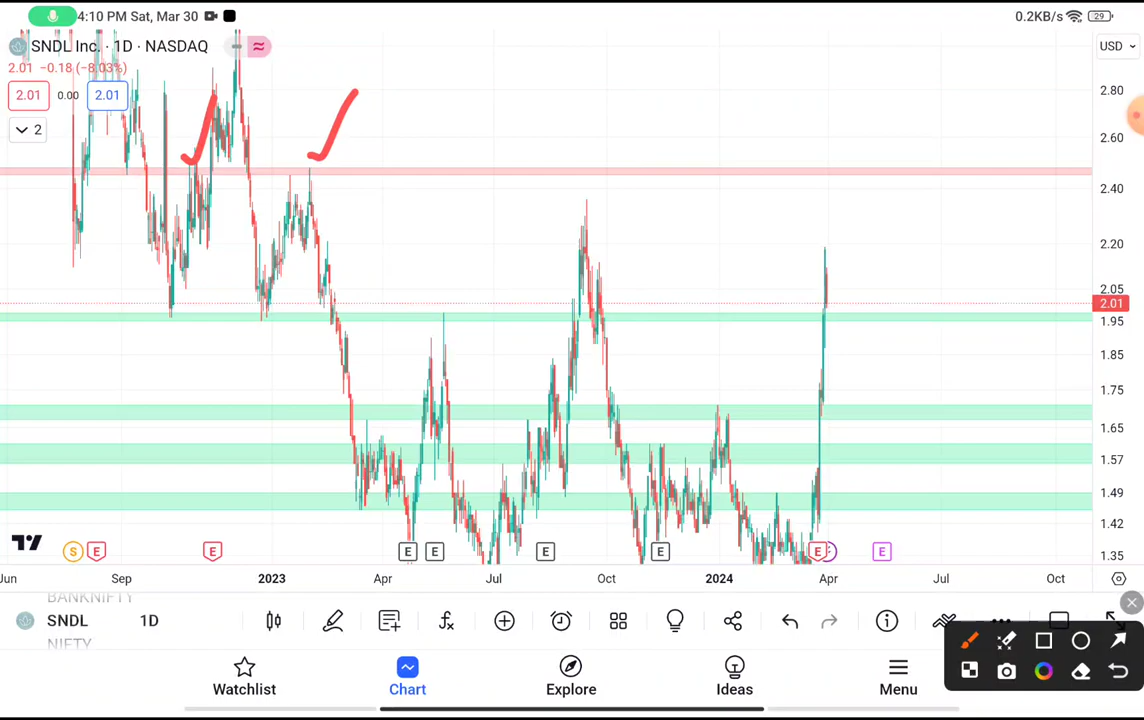 4:10 PM Sat, Mar 30
0.2KB/s
29
SNDL Inc. · 1D · NASDAQ
USD
2.01 −0.18 (−8.03%)
2.01
0.00
2.01
2
2.80
2.60
2.40
2.20
2.05
2.01
1.95
1.85
1.75
1.65
1.57
1.49
1.42
1.35
S
E
E
E
E
E
E
E
E
Jun
Sep
2023
Apr
Jul
Oct
2024
Apr
Jul
Oct
BANKNIFTY
SNDL
1D
NIFTY
Watchlist
Chart
Explore
Ideas
Menu